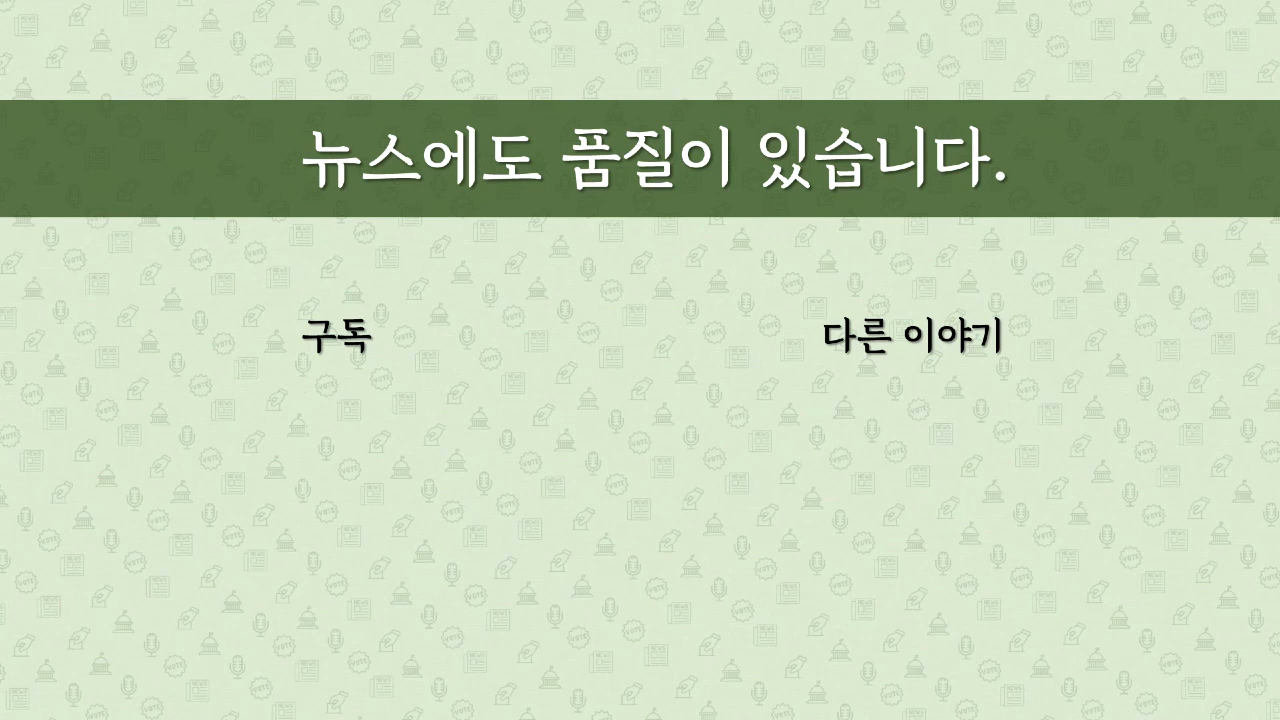 뉴스에도 품질이 있습니다.
구독
다른 이야기